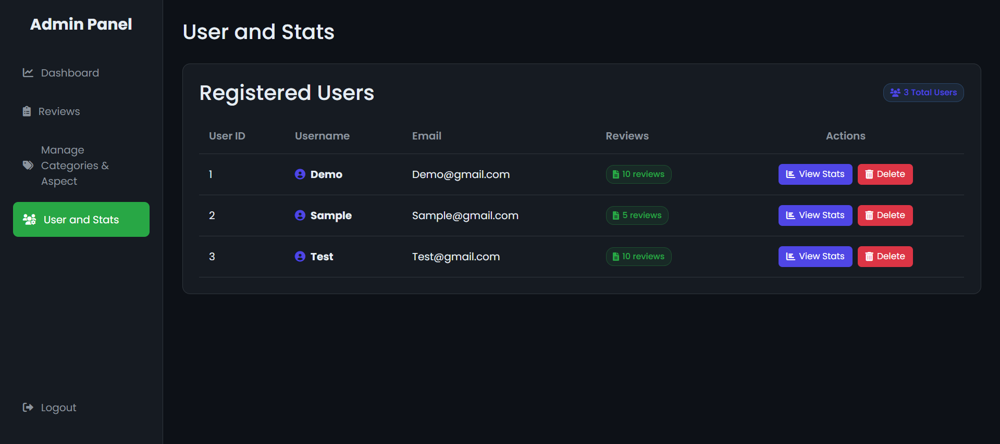 Admin Panel
Dashboard
Reviews
Manage
Categories &
Aspect
User and Stats
Logout
User and Stats
Registered Users
3 Total Users
User ID Username Email Reviews Actions
1 Demo Demo@gmail.com 10 reviews View Stats Delete
2 Sample Sample@gmail.com 5 reviews View Stats Delete
3 Test Test@gmail.com 10 reviews View Stats Delete